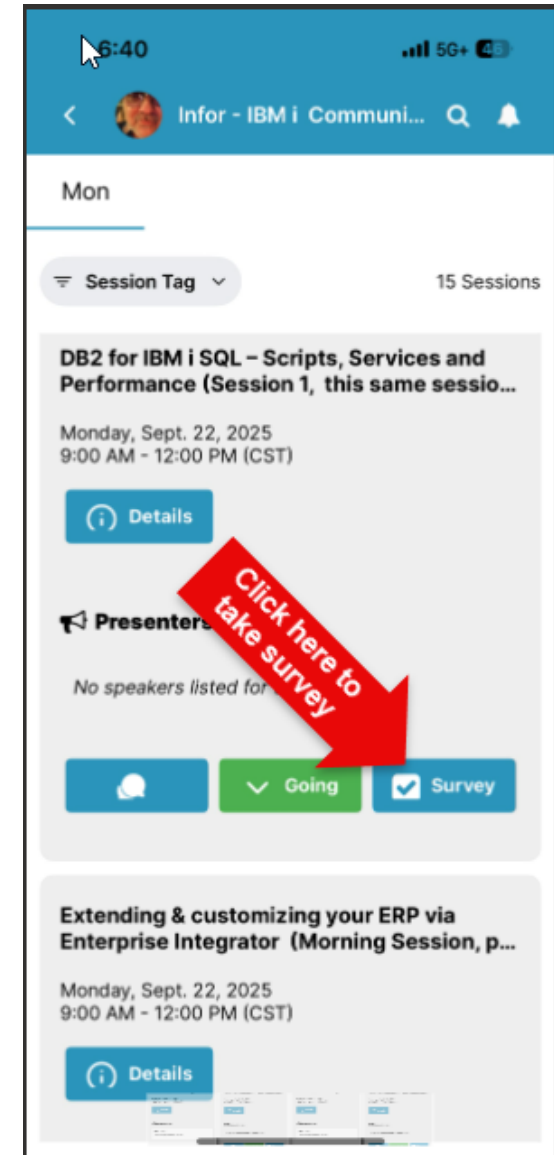 6:40
5G+ 46
Infor - IBM i Communi...
Mon
Session Tag
15 Sessions
DB2 for IBM i SQL – Scripts, Services and
Performance (Session 1, this same sessio...
Monday, Sept. 22, 2025
9:00 AM - 12:00 PM (CST)
Details
Click here to
take survey
Presenters
No speakers listed for
Going
Survey
Extending & customizing your ERP via
Enterprise Integrator (Morning Session, p...
Monday, Sept. 22, 2025
9:00 AM - 12:00 PM (CST)
Details